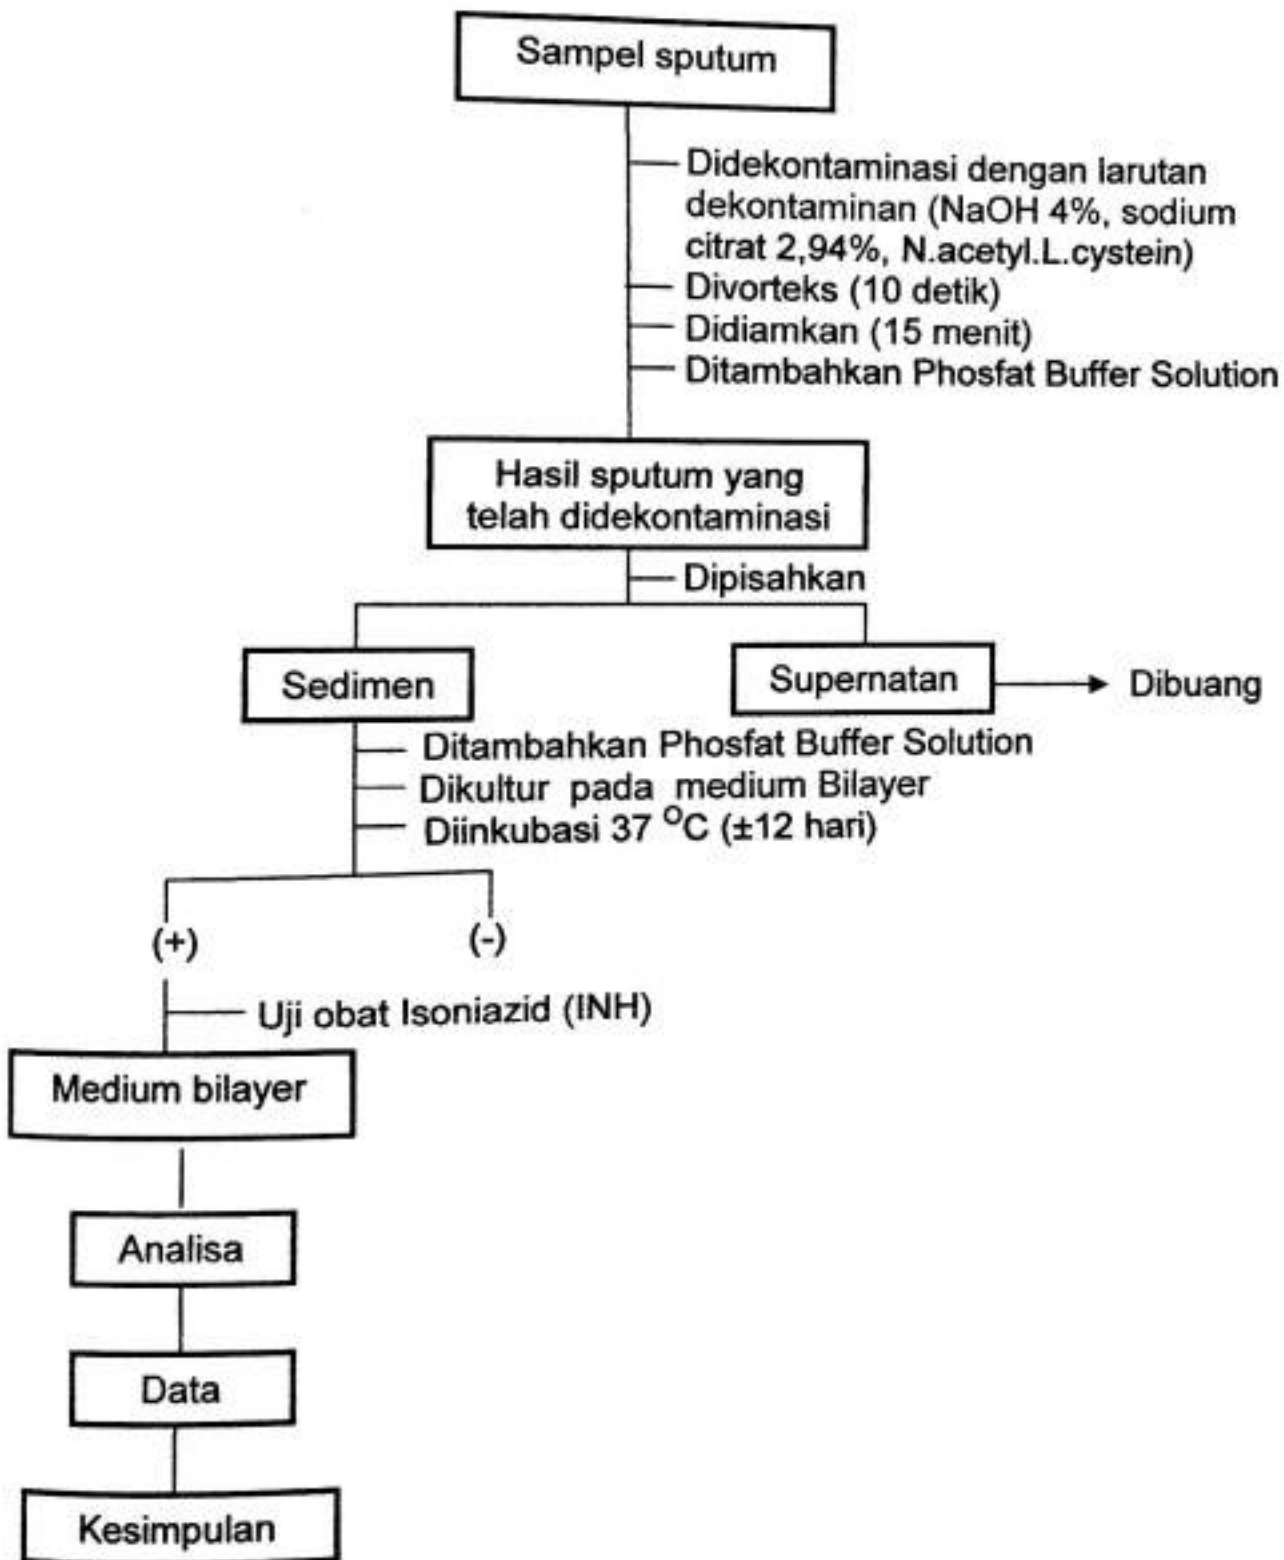 Sampel sputum
Didekontaminasi dengan larutan
dekontaminan (NaOH 4%, sodium
citrat 2,94%, N.acetyl.L.cystein)
Divorteks (10 detik)
Didiamkan (15 menit)
Ditambahkan Phosfat Buffer Solution
Hasil sputum yang
telah didekontaminasi
Dipisahkan
Sedimen
Supernatan
Dibuang
Ditambahkan Phosfat Buffer Solution
Dikultur pada medium Bilayer
Diinkubasi 37 ⁰C (±12 hari)
(+)
(-)
Uji obat Isoniazid (INH)
Medium bilayer
Analisa
Data
Kesimpulan